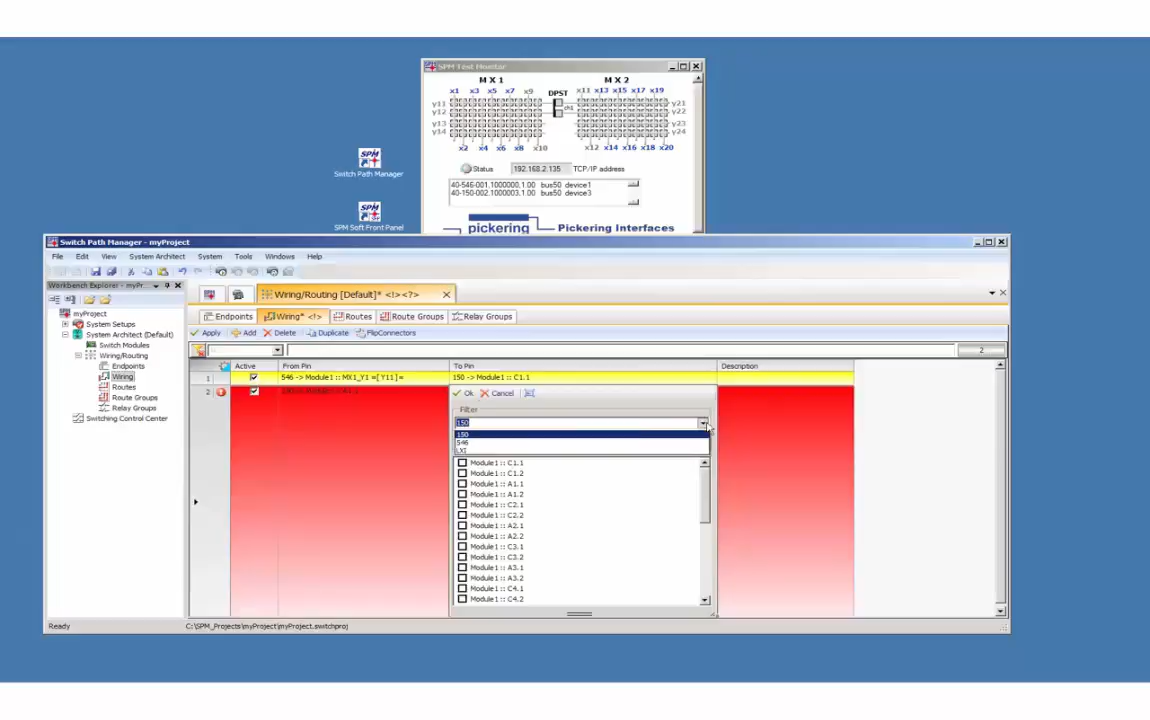 SPM Test Monitor
MX1
MX2
x1 x3 x5 x7 x9
DPST
x11 x13 x15 x17 x19
y11
y12
y13
y14
ch1
y21
y22
y23
y24
x2 x4 x6 x8 x10
x12 x14 x16 x18 x20
Status
192.168.2.135
TCP/IP address
40-546-001,1000000,1.00 bus50 device1
40-150-002,1000003,1.00 bus50 device3
pickering
Pickering Interfaces
SPM
Switch Path Manager
SPM
SPM Soft Front Panel
Switch Path Manager - myProject
File Edit View System Architect System Tools Windows Help
Workbench Explorer - myPr...
myProject
System Setups
System Architect (Default)
Switch Modules
Wiring/Routing
Endpoints
Wiring
Routes
Route Groups
Relay Groups
Switching Control Center
Wiring/Routing [Default]* <!><?>
Endpoints
Wiring* <!>
Routes
Route Groups
Relay Groups
Apply
Add
Delete
Duplicate
FlipConnectors
2
Active
From Pin
To Pin
Description
1
546 -> Module1 :: MX1_Y1 =[Y11]=
150 -> Module1 :: C1.1
2
Ok
Cancel
Filter
150
150
546
LXI
Module1 :: C1.1
Module1 :: C1.2
Module1 :: A1.1
Module1 :: A1.2
Module1 :: C2.1
Module1 :: C2.2
Module1 :: A2.1
Module1 :: A2.2
Module1 :: C3.1
Module1 :: C3.2
Module1 :: A3.1
Module1 :: A3.2
Module1 :: C4.1
Module1 :: C4.2
Ready
C:\SPM_Projects\myProject\myProject.switchproj